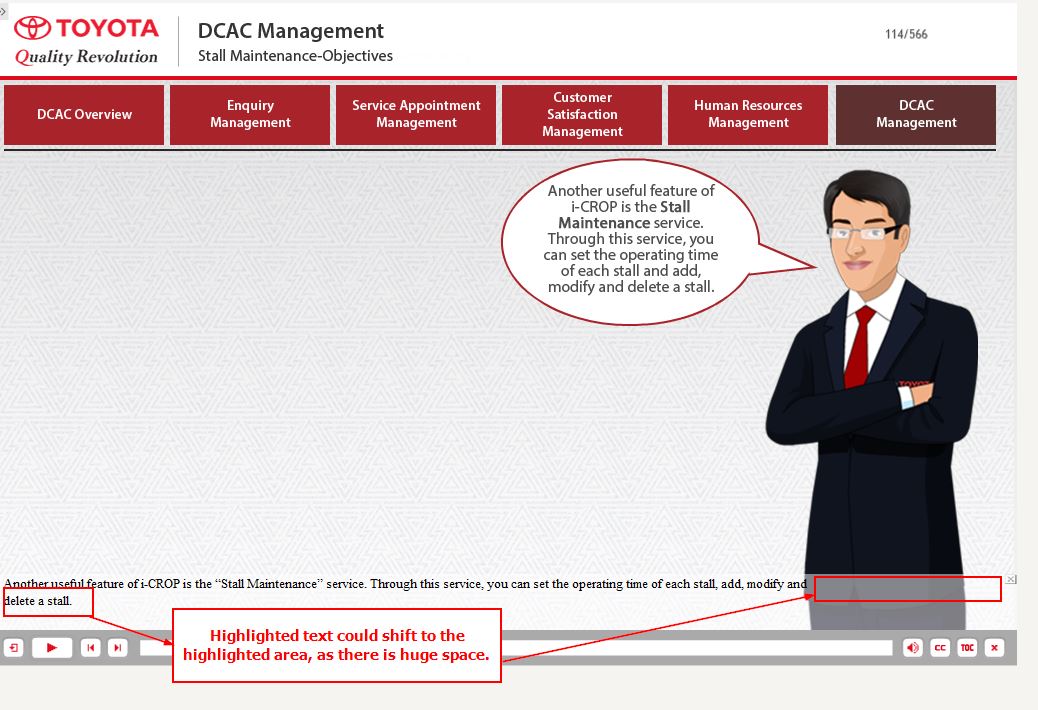 TOYOTA
Quality Revolution
DCAC Management
Stall Maintenance-Objectives
114/566
DCAC Overview
Enquiry
Management
Service Appointment
Management
Customer
Satisfaction
Management
Human Resources
Management
DCAC
Management
Another useful feature of
i-CROP is the Stall
Maintenance service.
Through this service, you
can set the operating time
of each stall and add,
modify and delete a stall.
TOYOT
Another useful feature of i-CROP is the “Stall Maintenance” service. Through this service, you can set the operating time of each stall, add, modify and
delete a stall.
Highlighted text could shift to the
highlighted area, as there is huge space.
CC
TOC